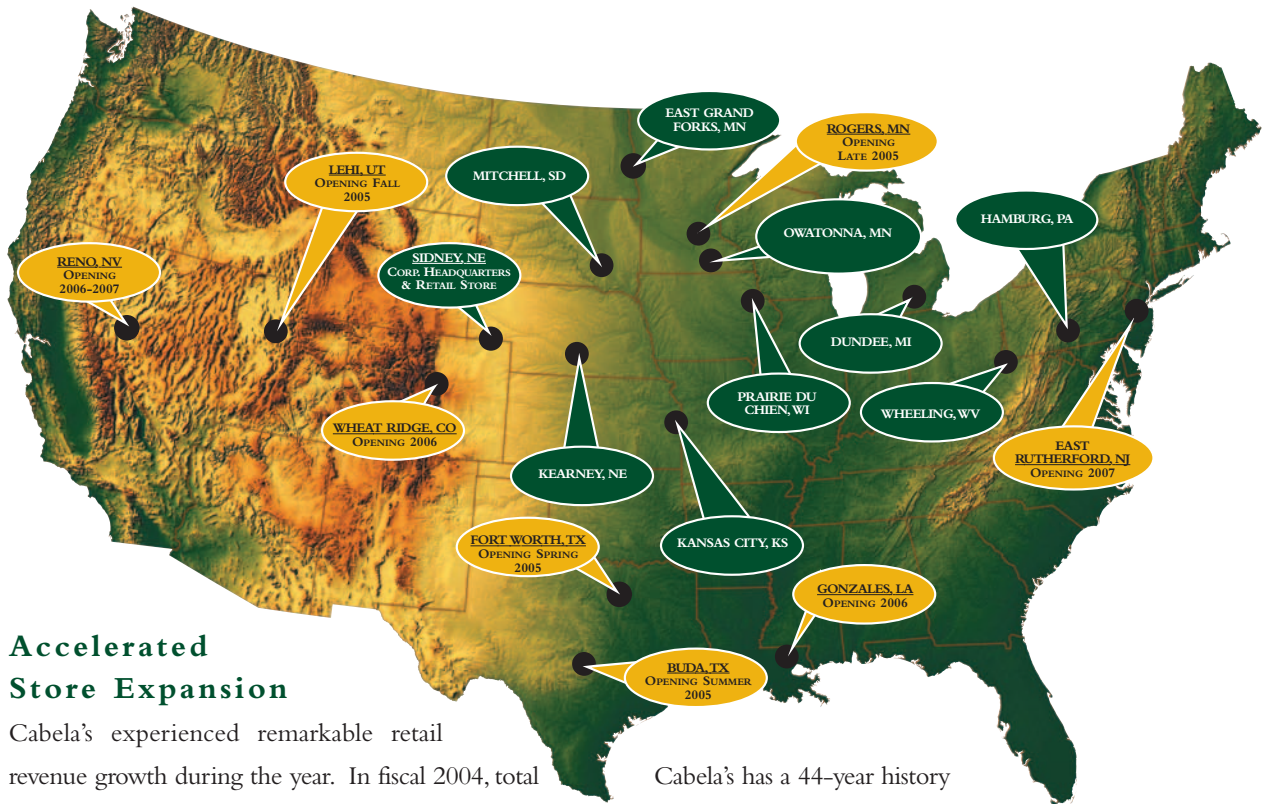 EAST GRAND
FORKS, MN
ROGERS, MN
OPENING
LATE 2005
LEHI, UT
OPENING FALL
2005
MITCHELL, SD
HAMBURG, PA
OWATONNA, MN
RENO, NV
OPENING
2006-2007
SIDNEY, NE
CORP. HEADQUARTERS
& RETAIL STORE
DUNDEE, MI
PRAIRIE DU
CHIEN, WI
WHEELING, WV
WHEAT RIDGE, CO
OPENING 2006
EAST
RUTHERFORD, NJ
OPENING 2007
KEARNEY, NE
KANSAS CITY, KS
FORT WORTH, TX
OPENING SPRING
2005
GONZALES, LA
OPENING 2006
BUDA, TX
OPENING SUMMER
2005
Accelerated
Store Expansion
Cabela's experienced remarkable retail
revenue growth during the year. In fiscal 2004, total
Cabela's has a 44-year history